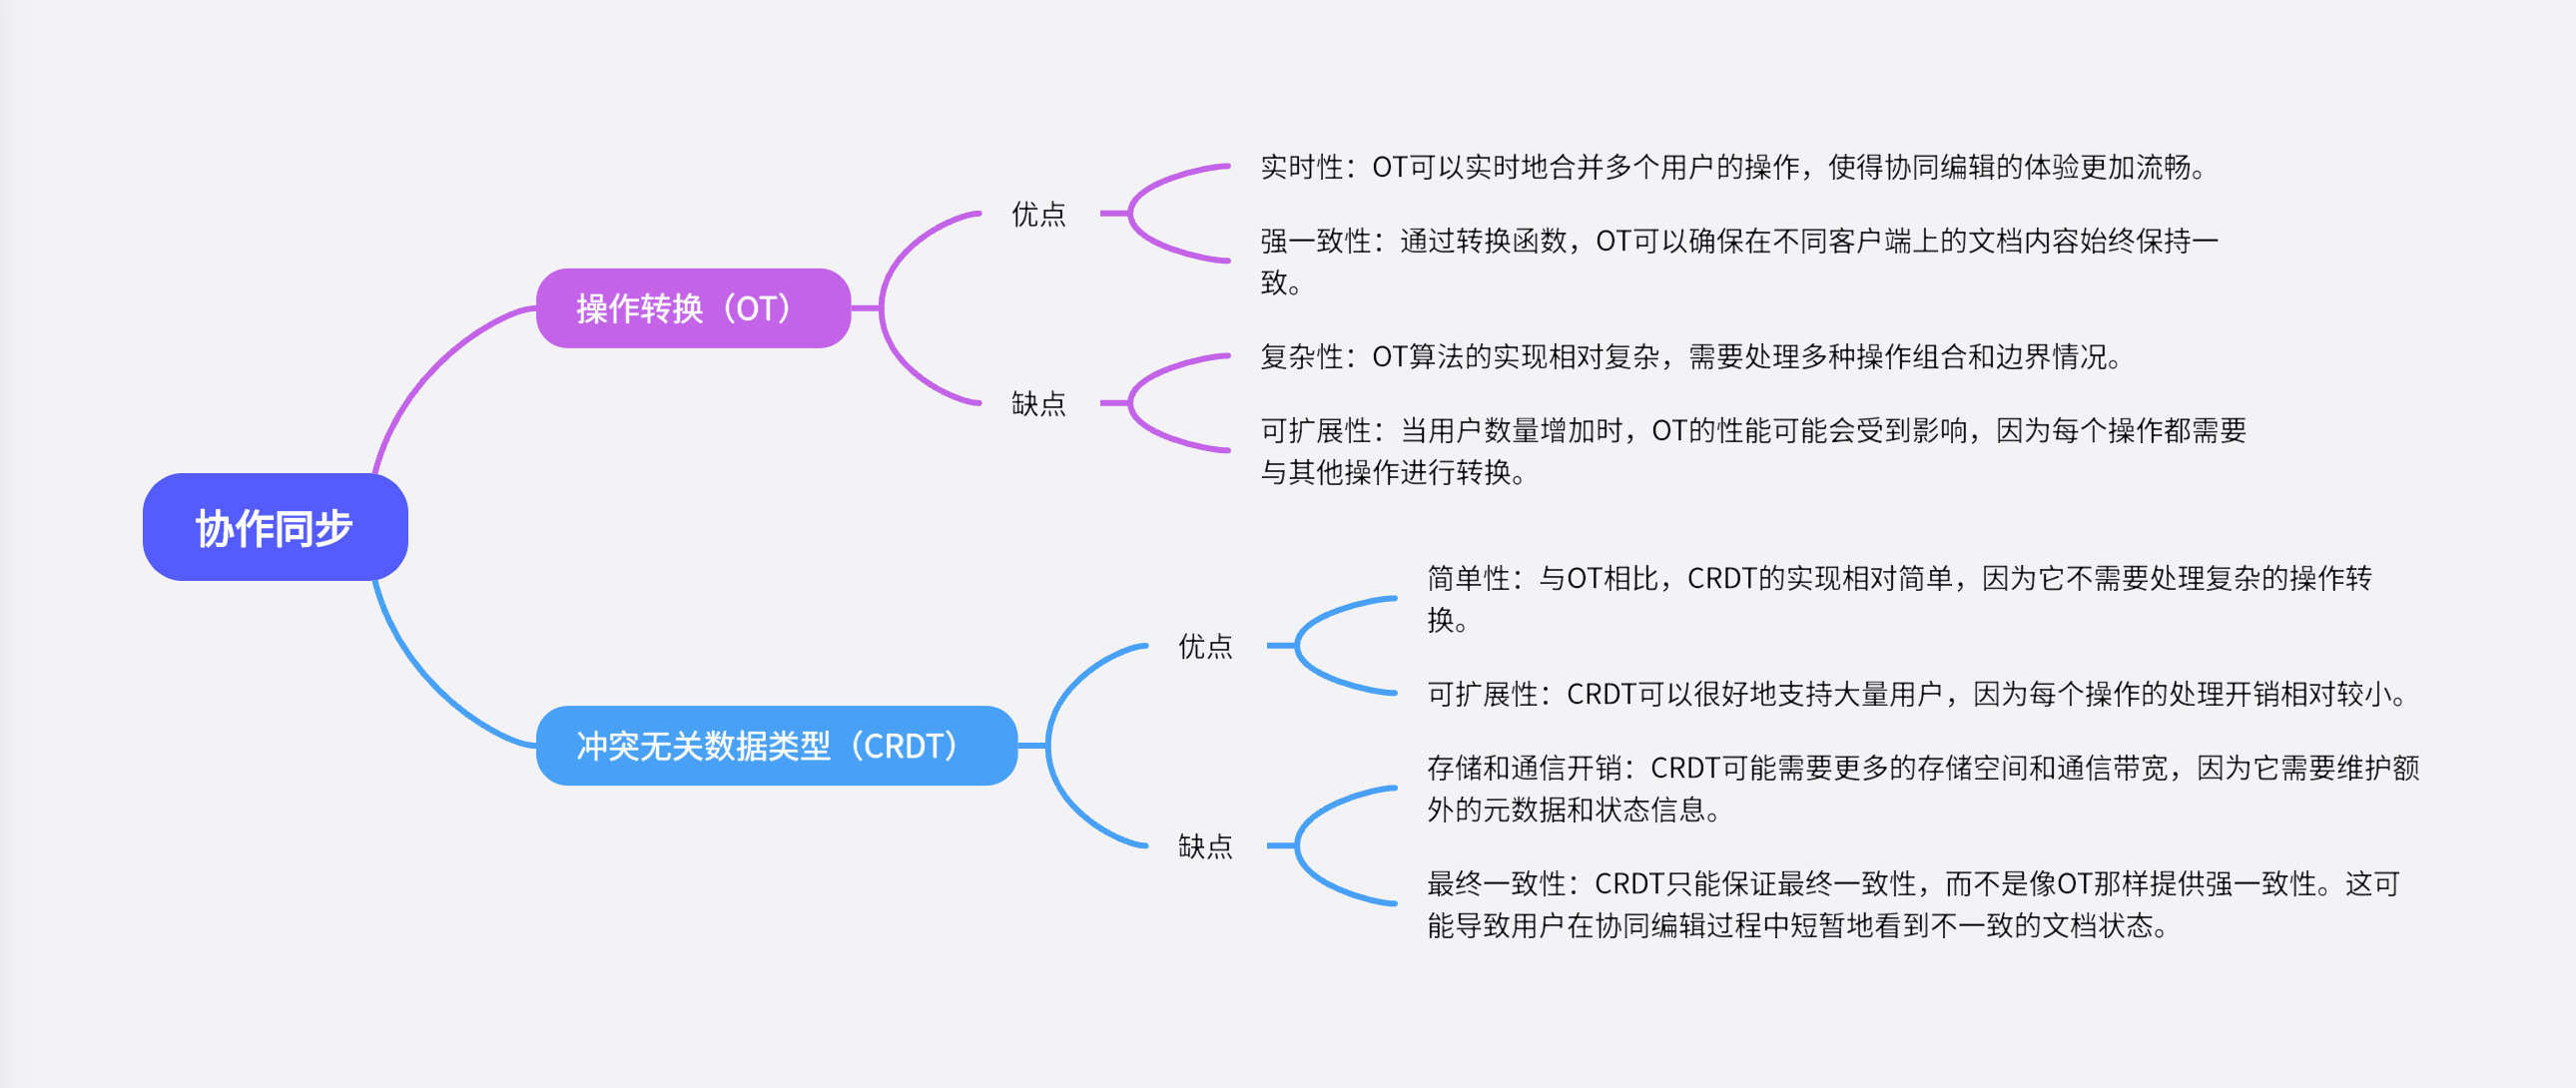 协作同步
操作转换（OT）
优点
实时性：OT可以实时地合并多个用户的操作，使得协同编辑的体验更加流畅。
强一致性：通过转换函数，OT可以确保在不同客户端上的文档内容始终保持一
致。
缺点
复杂性：OT算法的实现相对复杂，需要处理多种操作组合和边界情况。
可扩展性：当用户数量增加时，OT的性能可能会受到影响，因为每个操作都需要
与其他操作进行转换。
冲突无关数据类型（CRDT）
优点
简单性：与OT相比，CRDT的实现相对简单，因为它不需要处理复杂的操作转
换。
可扩展性：CRDT可以很好地支持大量用户，因为每个操作的处理开销相对较小。
缺点
存储和通信开销：CRDT可能需要更多的存储空间和通信带宽，因为它需要维护额
外的元数据和状态信息。
最终一致性：CRDT只能保证最终一致性，而不是像OT那样提供强一致性。这可
能导致用户在协同编辑过程中短暂地看到不一致的文档状态。